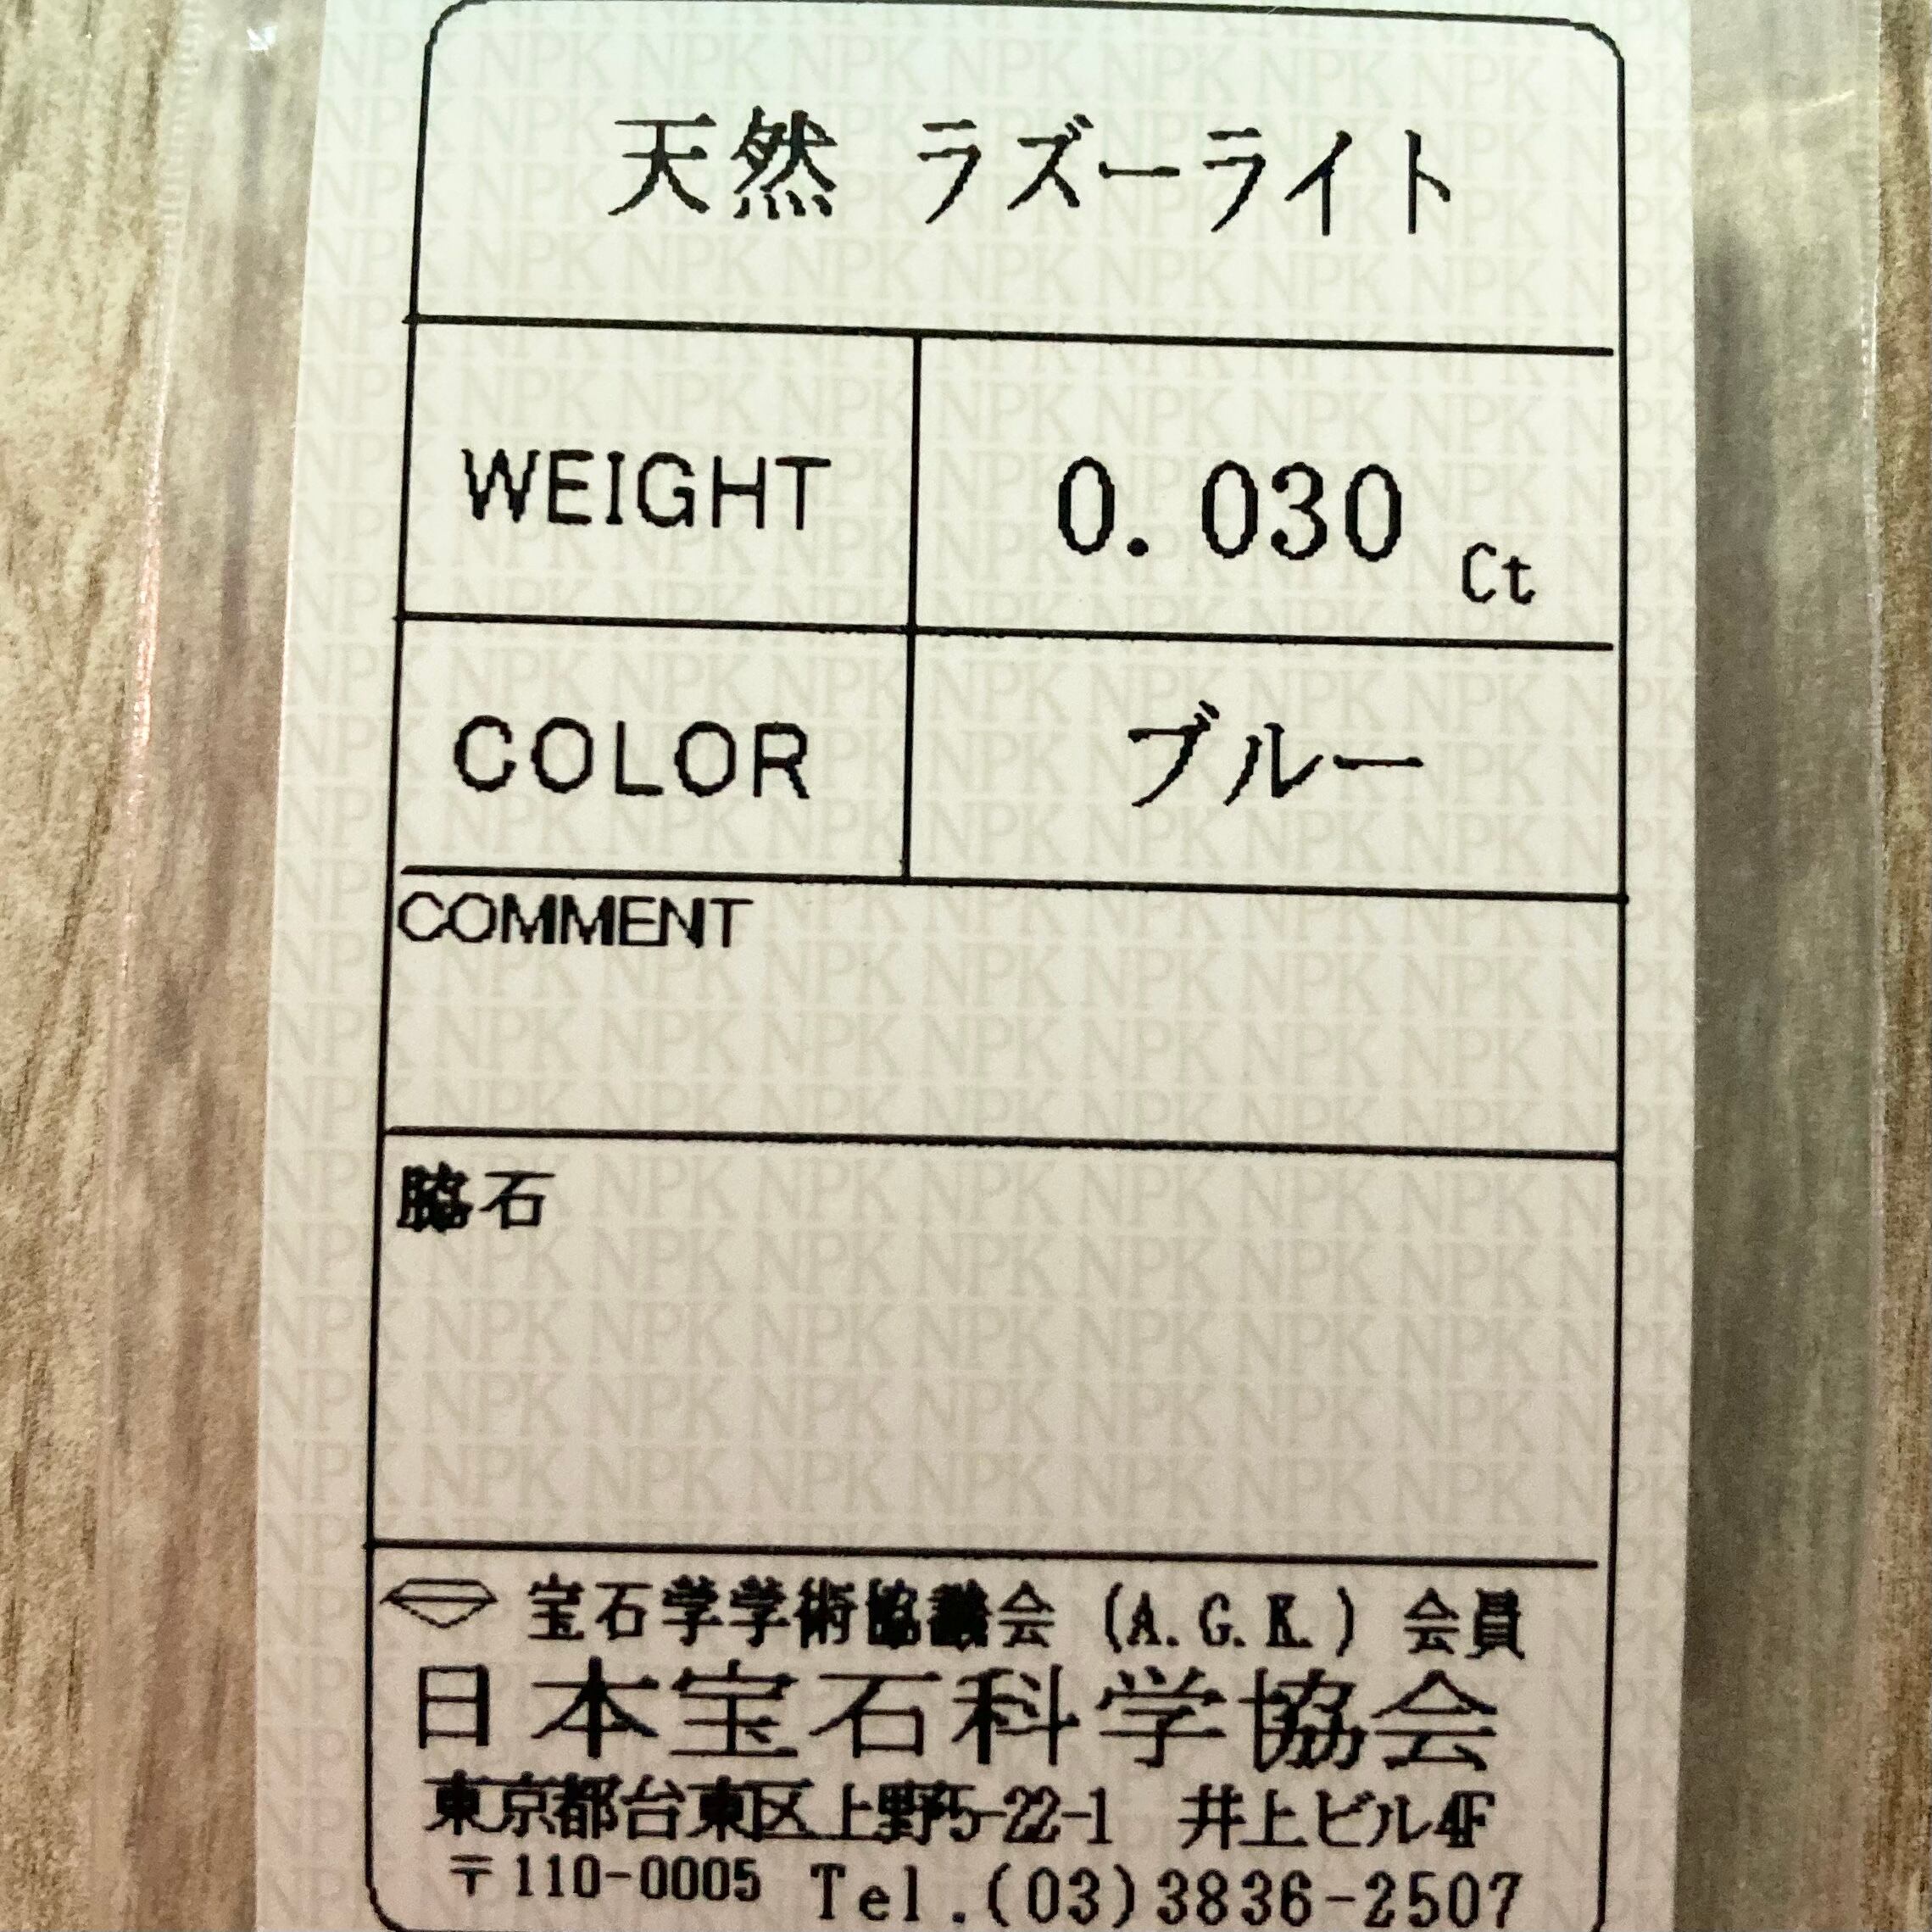 天然 ラズーライト
WEIGHT 0.030 Ct
COLOR ブルー
COMMENT
脇石
宝石学学術協議会 (A.G.K.) 会員
日本宝石科学協会
東京都台東区上野5-22-1 井上ビル4F
〒110-0005 Tel.(03)3836-2507